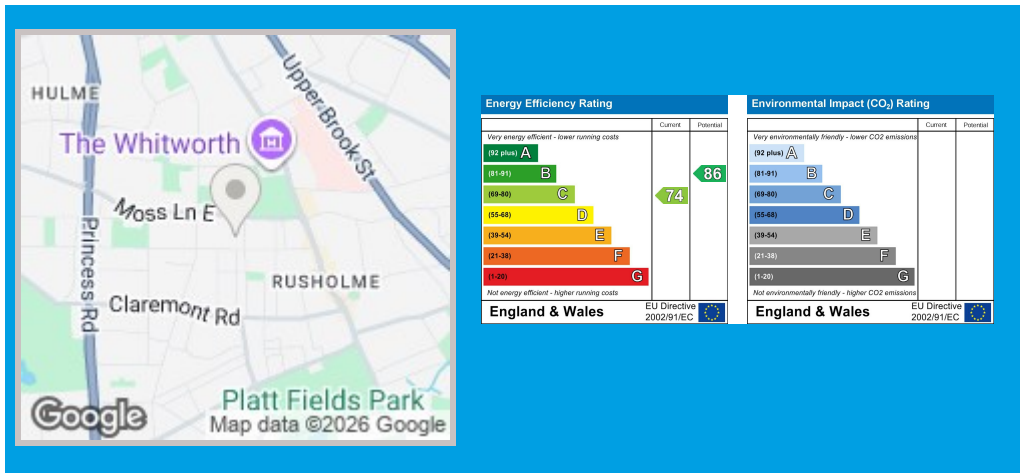 HULME
The Whitworth
Upper Brook St
Moss Ln E
Princess Rd
RUSHOLME
Claremont Rd
Platt Fields Park
Google
Map data ©2026 Google
Energy Efficiency Rating
Current
Potential
Very energy efficient - lower running costs
(92 plus) A
(81-91) B
86
(69-80) C
74
(55-68) D
(39-54) E
(21-38) F
(1-20) G
Not energy efficient - higher running costs
England & Wales
EU Directive
2002/91/EC
Environmental Impact (CO₂) Rating
Current
Potential
Very environmentally friendly - lower CO2 emissions
(92 plus) A
(81-91) B
(69-80) C
(55-68) D
(39-54) E
(21-38) F
(1-20) G
Not environmentally friendly - higher CO2 emissions
England & Wales
EU Directive
2002/91/EC